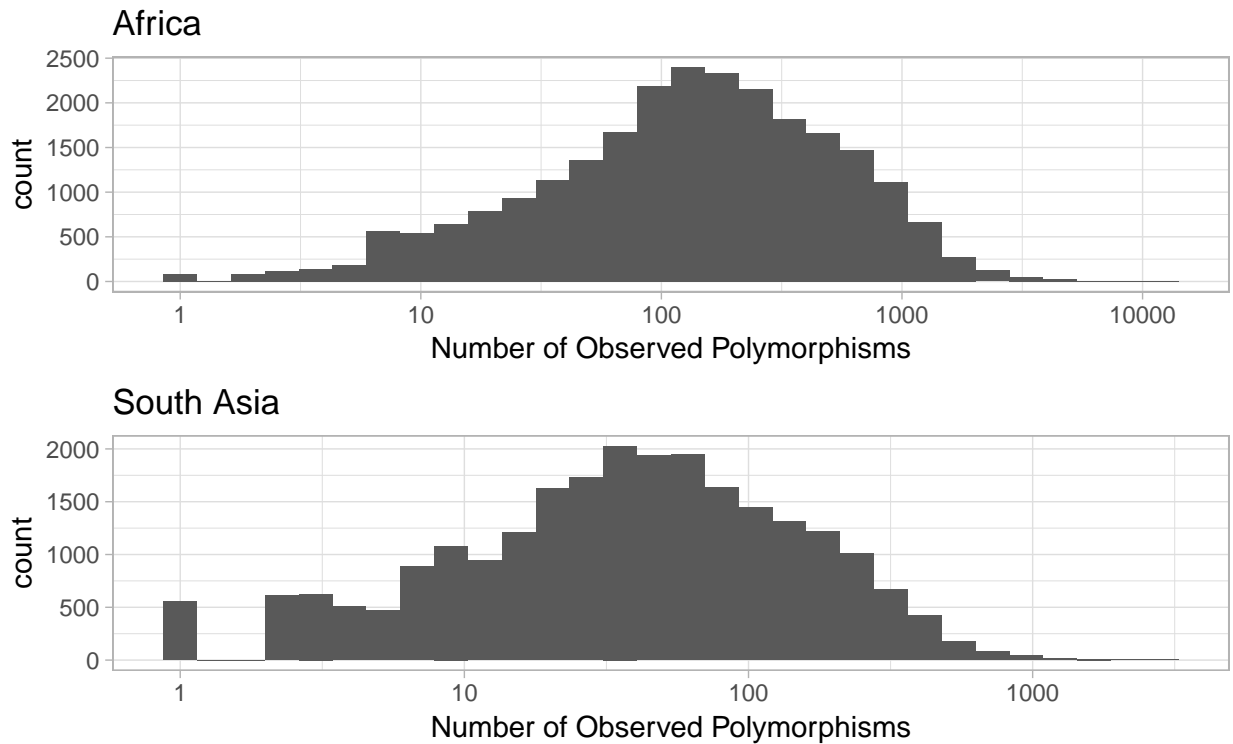 Africa
2500
2000
1500
1000
500
0
count
1 10 100 1000 10000
Number of Observed Polymorphisms
South Asia
2000
1500
1000
500
0
count
1 10 100 1000
Number of Observed Polymorphisms